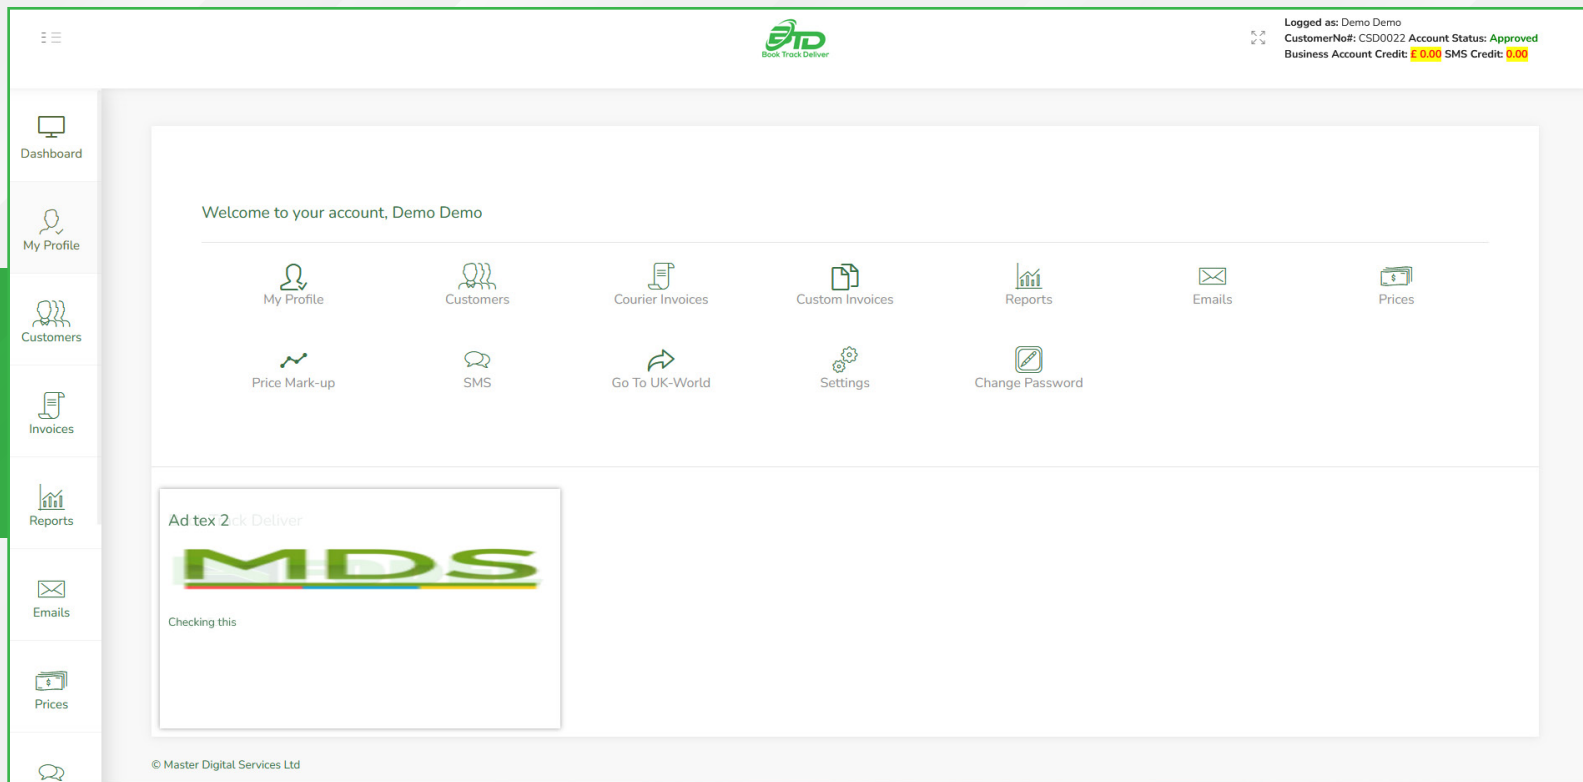 BTD
Book Track Deliver
Logged as: Demo Demo
CustomerNo#: CSD0022 Account Status: Approved
Business Account Credit: £ 0.00 SMS Credit: 0.00
Dashboard
My Profile
Customers
Invoices
Reports
Emails
Prices
Welcome to your account, Demo Demo
My Profile
Customers
Courier Invoices
Custom Invoices
Reports
Emails
Prices
Price Mark-up
SMS
Go To UK-World
Settings
Change Password
Ad tex 2
Track Deliver
MDS
Checking this
© Master Digital Services Ltd